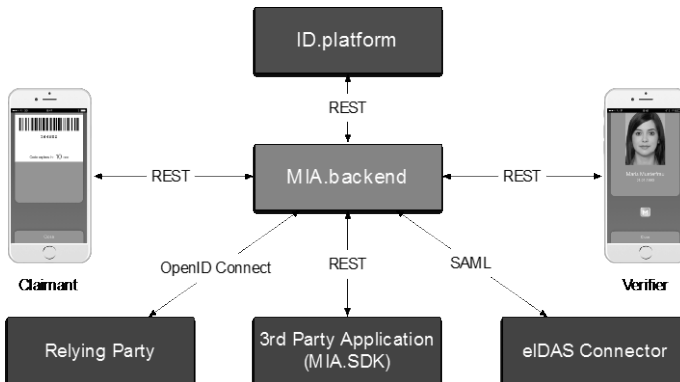 ID.platform
REST
REST
MIA.backend
REST
Claimant
Verifier
OpenID Connect
REST
SAML
Relying Party
3rd Party Application
(MIA.SDK)
eIDAS Connector